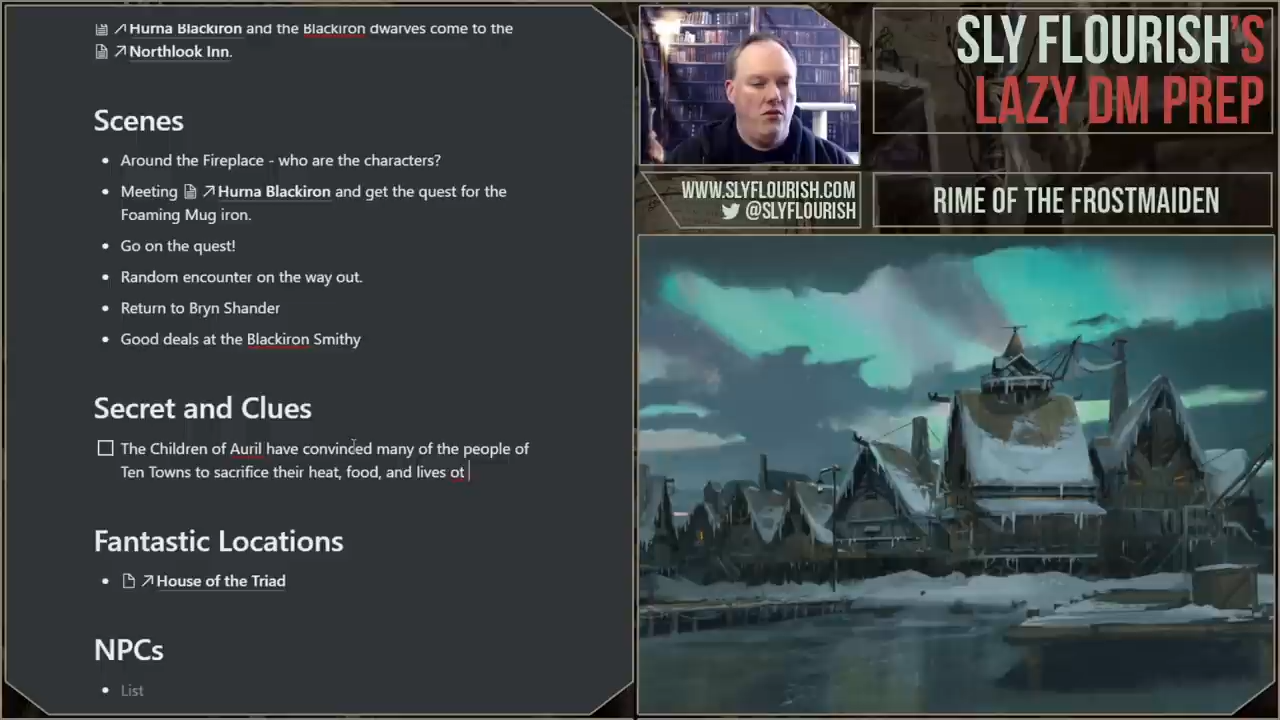 Hurna Blackiron and the Blackiron dwarves come to the
Northlook Inn.
Scenes
Around the Fireplace - who are the characters?
Meeting Hurna Blackiron and get the quest for the
Foaming Mug iron.
Go on the quest!
Random encounter on the way out.
Return to Bryn Shander
Good deals at the Blackiron Smithy
Secret and Clues
The Children of Auril have convinced many of the people of
Ten Towns to sacrifice their heat, food, and lives ot
Fantastic Locations
House of the Triad
NPCs
List
SLY FLOURISH'S
LAZY DM PREP
WWW.SLYFLOURISH.COM
@SLYFLOURISH
RIME OF THE FROSTMAIDEN